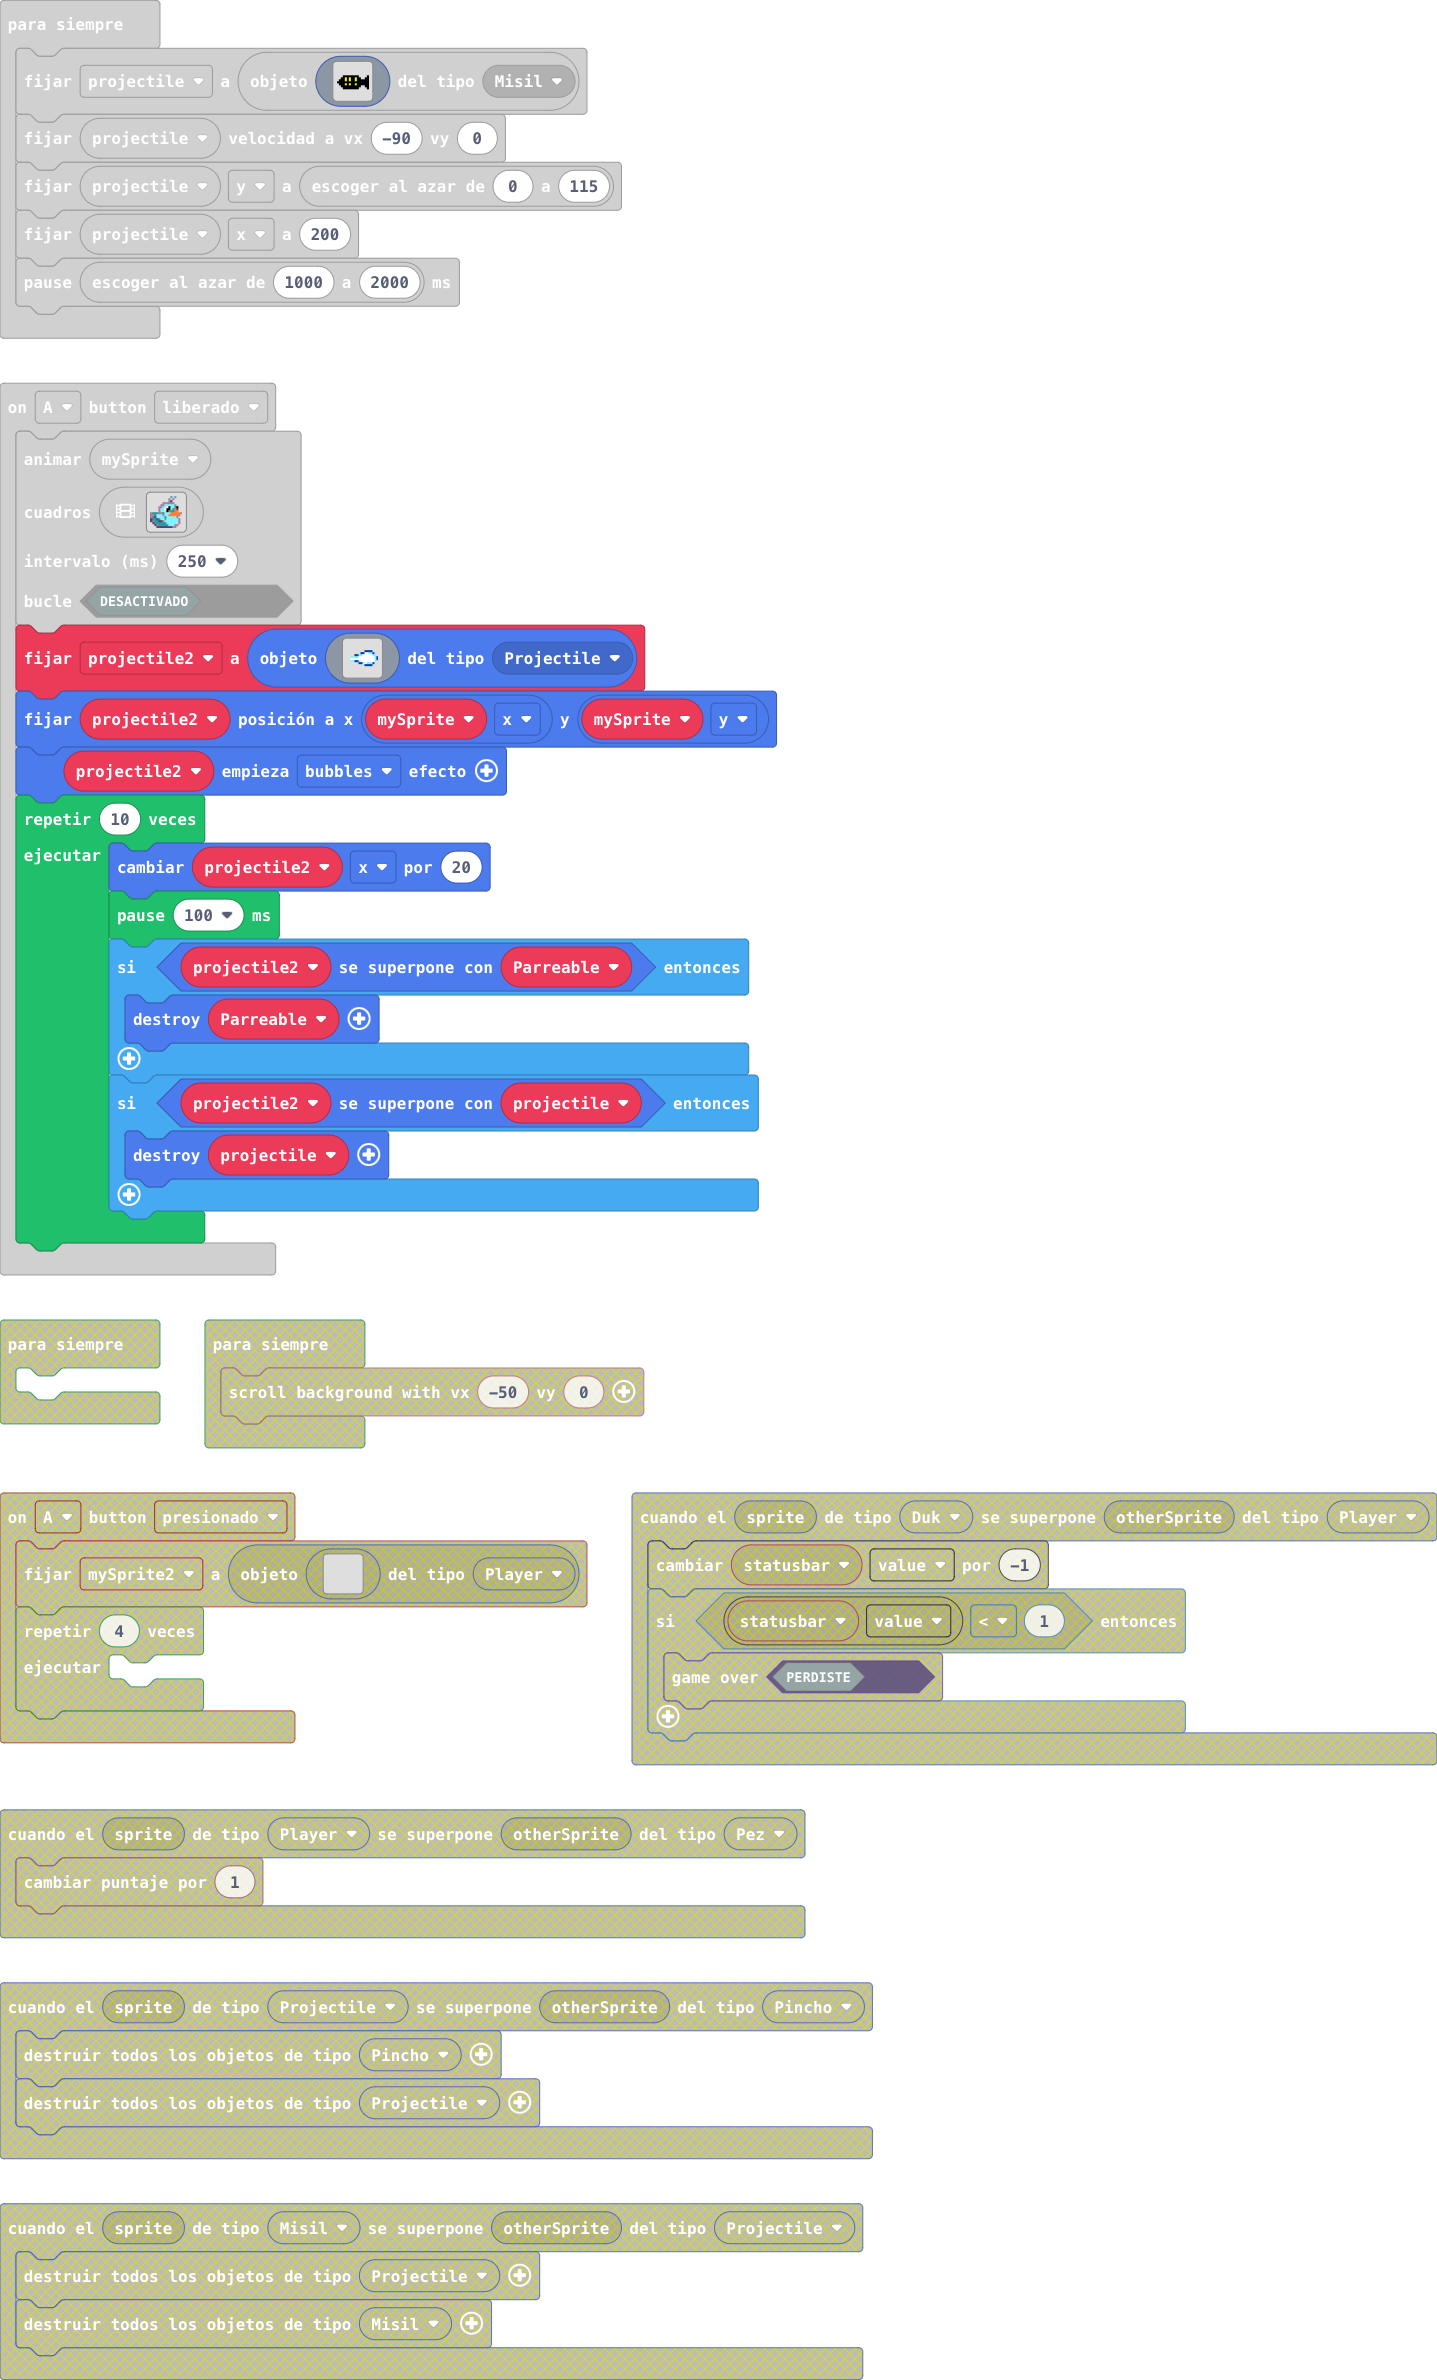 para siempre
fijar projectile a objeto del tipo Misil
fijar projectile velocidad a vx -90 vy 0
fijar projectile y a escoger al azar de 0 a 115
fijar projectile x a 200
pause escoger al azar de 1000 a 2000 ms
on A button liberado
animar mySprite
cuadros
intervalo (ms) 250
bucle DESACTIVADO
fijar projectile2 a objeto del tipo Projectile
fijar projectile2 posición a x mySprite x y mySprite y
projectile2 empieza bubbles efecto
repetir 10 veces
ejecutar
cambiar projectile2 x por 20
pause 100 ms
si projectile2 se superpone con Parreable entonces
destroy Parreable
si projectile2 se superpone con projectile entonces
destroy projectile
para siempre
para siempre
scroll background with vx -50 vy 0
on A button presionado
fijar mySprite2 a objeto del tipo Player
repetir 4 veces
ejecutar
cuando el sprite de tipo Duk se superpone otherSprite del tipo Player
cambiar statusbar value por -1
si statusbar value < 1 entonces
game over PERDISTE
cuando el sprite de tipo Player se superpone otherSprite del tipo Pez
cambiar puntaje por 1
cuando el sprite de tipo Projectile se superpone otherSprite del tipo Pincho
destruir todos los objetos de tipo Pincho
destruir todos los objetos de tipo Projectile
cuando el sprite de tipo Misil se superpone otherSprite del tipo Projectile
destruir todos los objetos de tipo Projectile
destruir todos los objetos de tipo Misil